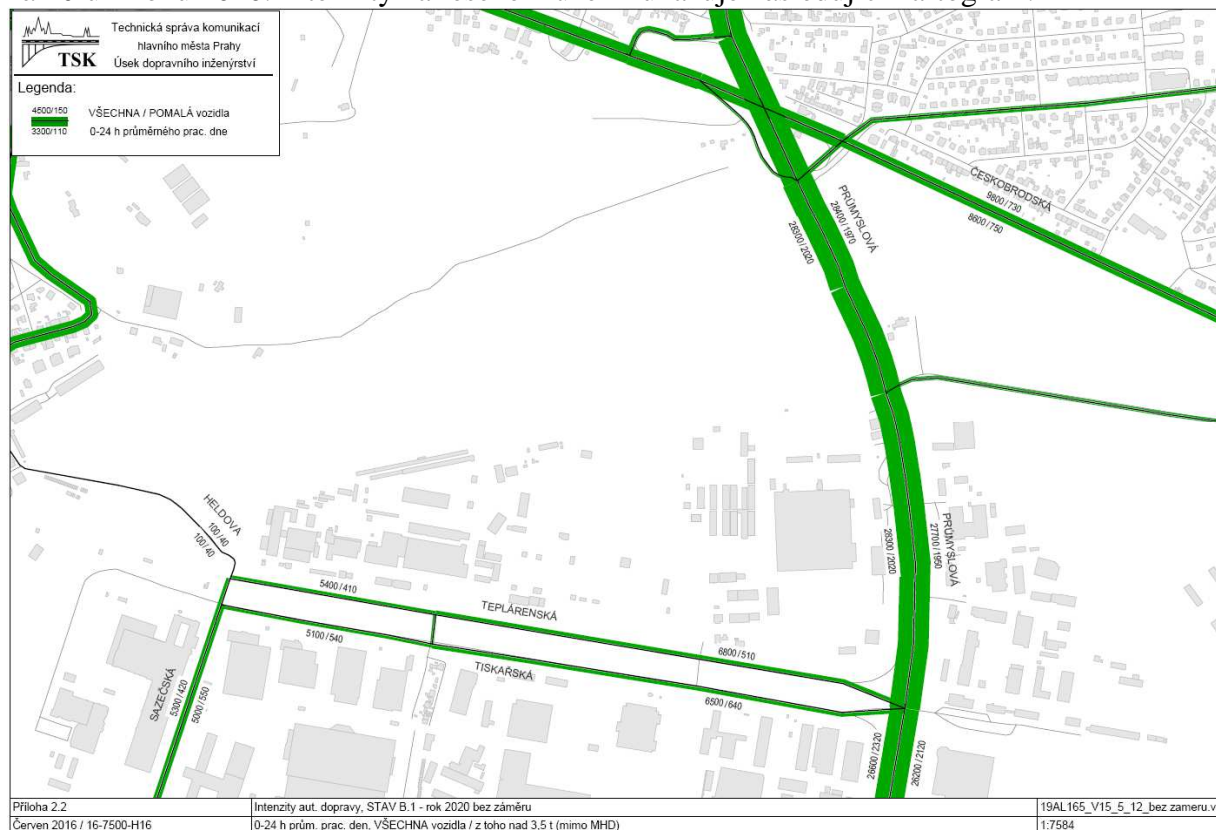 Technická správa komunikací
hlavního města Prahy
TSK
Úsek dopravního inženýrství
Legenda:
4500/150
VŠECHNA / POMALÁ vozidla
3300/110
0-24 h průměrného prac. dne
ČESKOBRODSKÁ
9800/730
8600/750
PRŮMYSLOVÁ
28400/1970
28300/2020
PRŮMYSLOVÁ
27700/1950
28300/2020
HELDOVA
100/40
100/40
5400/410
TEPLÁRENSKÁ
6800/510
5100/540
TISKAŘSKÁ
6500/640
SAZEČSKÁ
5300/420
5000/550
26600/2320
26200/2120
Příloha 2.2
Intenzity aut. dopravy, STAV B.1 - rok 2020 bez záměru
19AL165_V15_5_12_bez zameru.v
Červen 2016 / 16-7500-H16
0-24 h prům. prac. den, VŠECHNA vozidla / z toho nad 3,5 t (mimo MHD)
1:7584